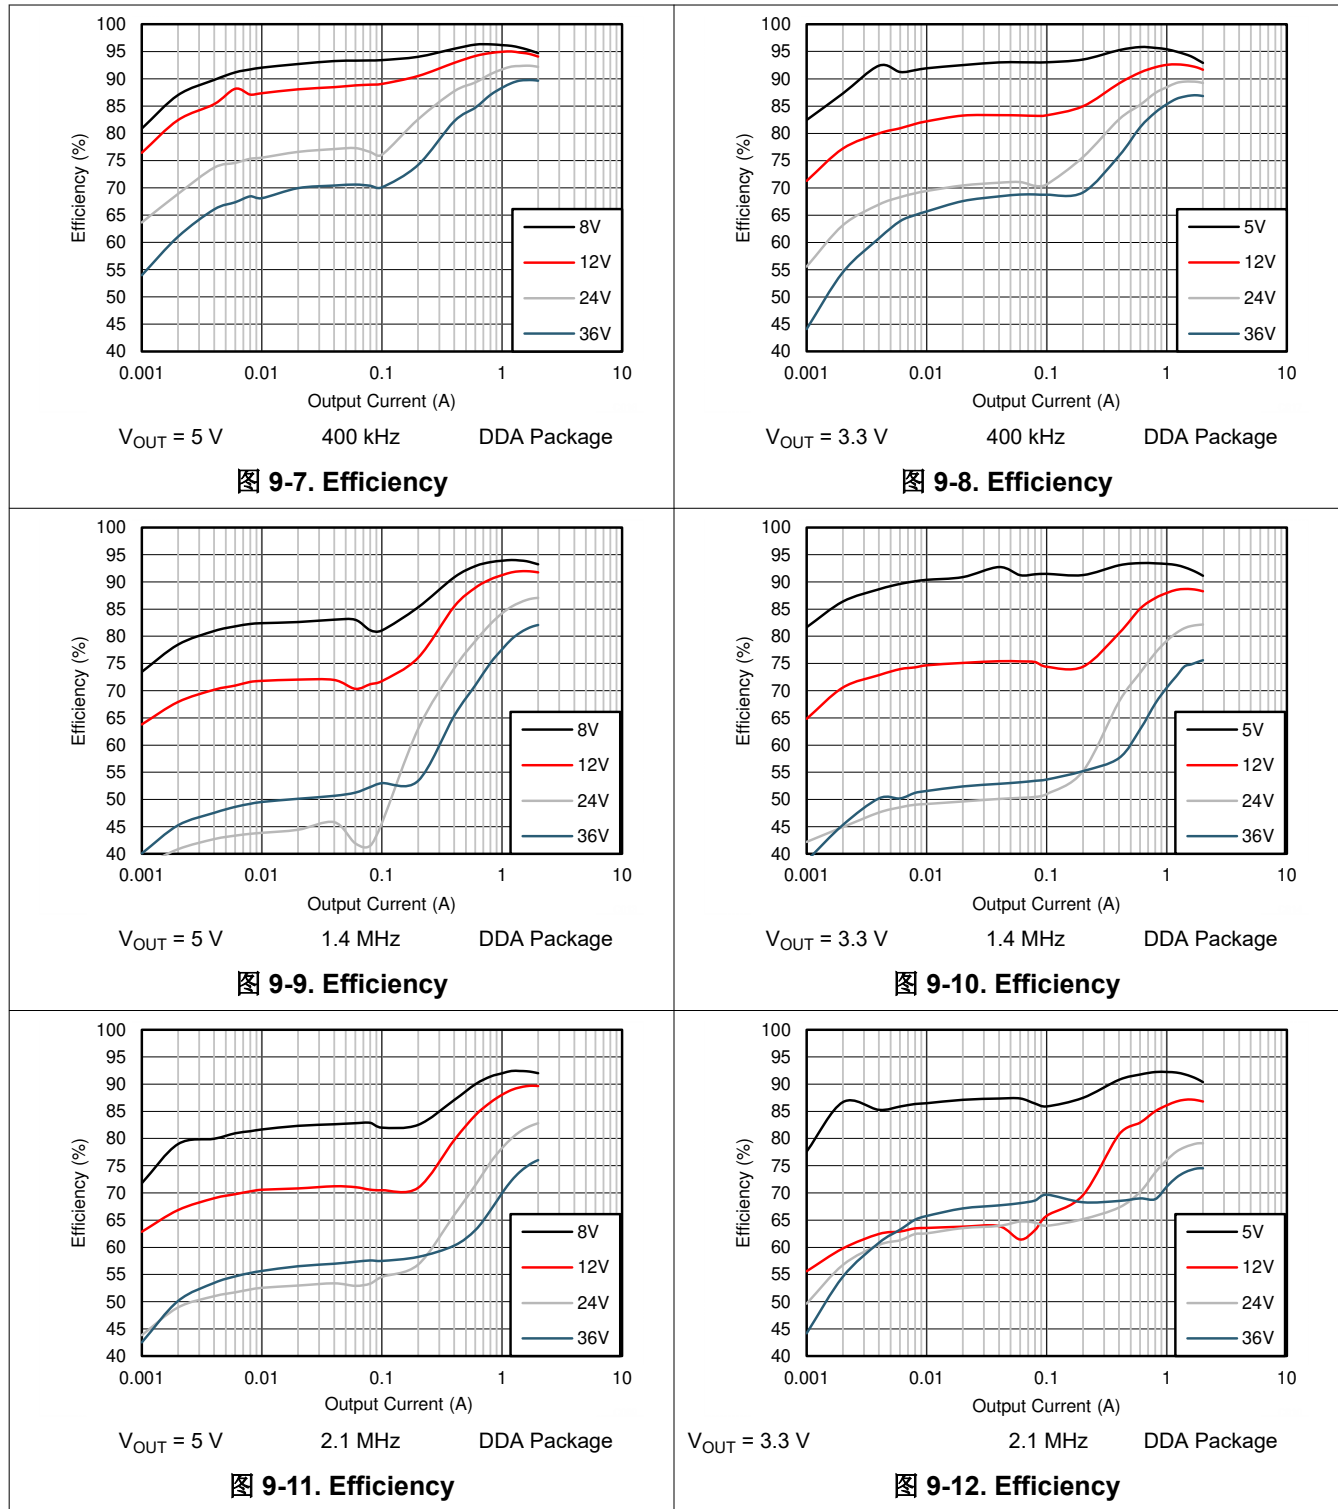 100
95
90
85
80
75
70
65
60
55
50
45
40
Efficiency (%)
8V
12V
24V
36V
0.001 0.01 0.1 1 10
Output Current (A)
V_OUT = 5 V 400 kHz DDA Package
图 9-7. Efficiency
100
95
90
85
80
75
70
65
60
55
50
45
40
Efficiency (%)
5V
12V
24V
36V
0.001 0.01 0.1 1 10
Output Current (A)
V_OUT = 3.3 V 400 kHz DDA Package
图 9-8. Efficiency
100
95
90
85
80
75
70
65
60
55
50
45
40
Efficiency (%)
8V
12V
24V
36V
0.001 0.01 0.1 1 10
Output Current (A)
V_OUT = 5 V 1.4 MHz DDA Package
图 9-9. Efficiency
100
95
90
85
80
75
70
65
60
55
50
45
40
Efficiency (%)
5V
12V
24V
36V
0.001 0.01 0.1 1 10
Output Current (A)
V_OUT = 3.3 V 1.4 MHz DDA Package
图 9-10. Efficiency
100
95
90
85
80
75
70
65
60
55
50
45
40
Efficiency (%)
8V
12V
24V
36V
0.001 0.01 0.1 1 10
Output Current (A)
V_OUT = 5 V 2.1 MHz DDA Package
图 9-11. Efficiency
100
95
90
85
80
75
70
65
60
55
50
45
40
Efficiency (%)
5V
12V
24V
36V
0.001 0.01 0.1 1 10
Output Current (A)
V_OUT = 3.3 V 2.1 MHz DDA Package
图 9-12. Efficiency